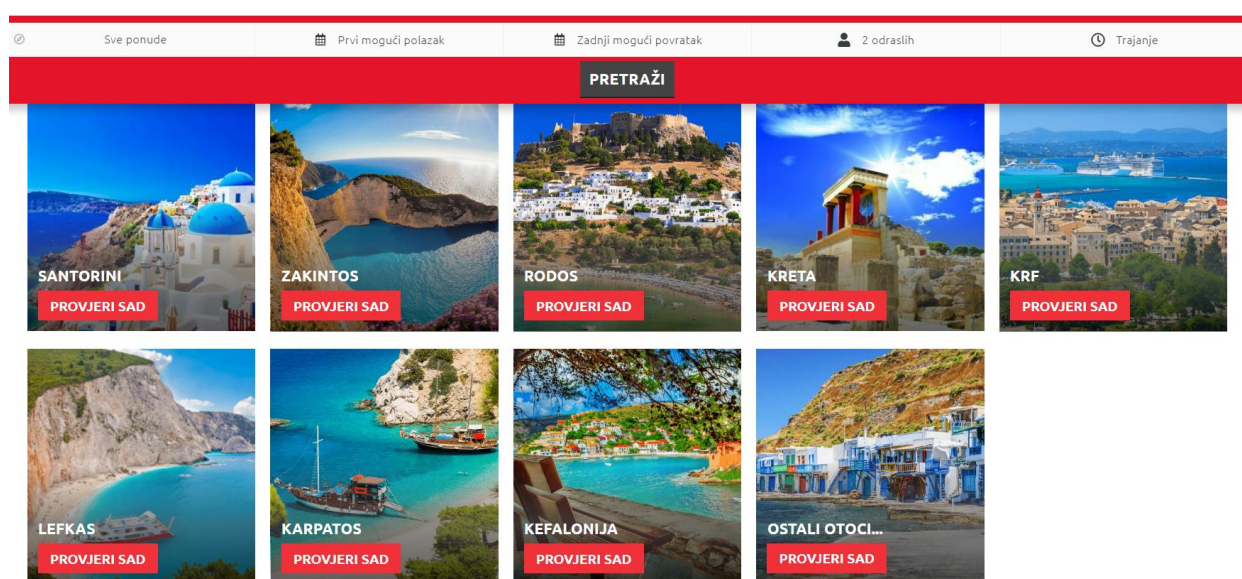 Sve ponude
Prvi mogući polazak
Zadnji mogući povratak
2 odraslih
Trajanje
PRETRAŽI
SANTORINI
PROVJERI SAD
ZAKINTOS
PROVJERI SAD
RODOS
PROVJERI SAD
KRETA
PROVJERI SAD
KRF
PROVJERI SAD
LEFKAS
PROVJERI SAD
KARPATOS
PROVJERI SAD
KEFALONIJA
PROVJERI SAD
OSTALI OTOCI...
PROVJERI SAD